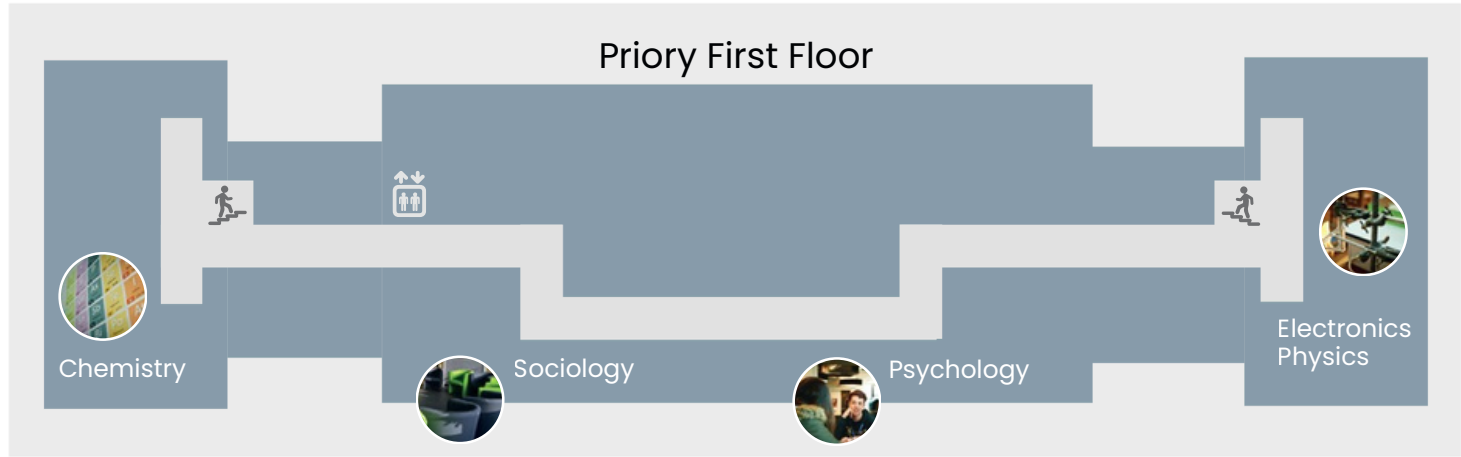 Priory First Floor
Chemistry
Sociology
Psychology
Electronics
Physics